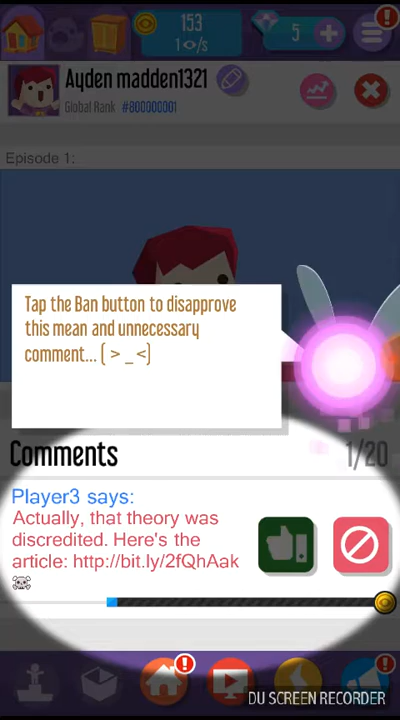 153
1 /s
5
!
Ayden madden1321
Global Rank #800000001
Episode 1:
Tap the Ban button to disapprove
this mean and unnecessary
comment... ( > _ <)
Comments
1/20
Player3 says:
Actually, that theory was
discredited. Here's the
article: http://bit.ly/2fQhAak
☠
!
!
DU SCREEN RECORDER